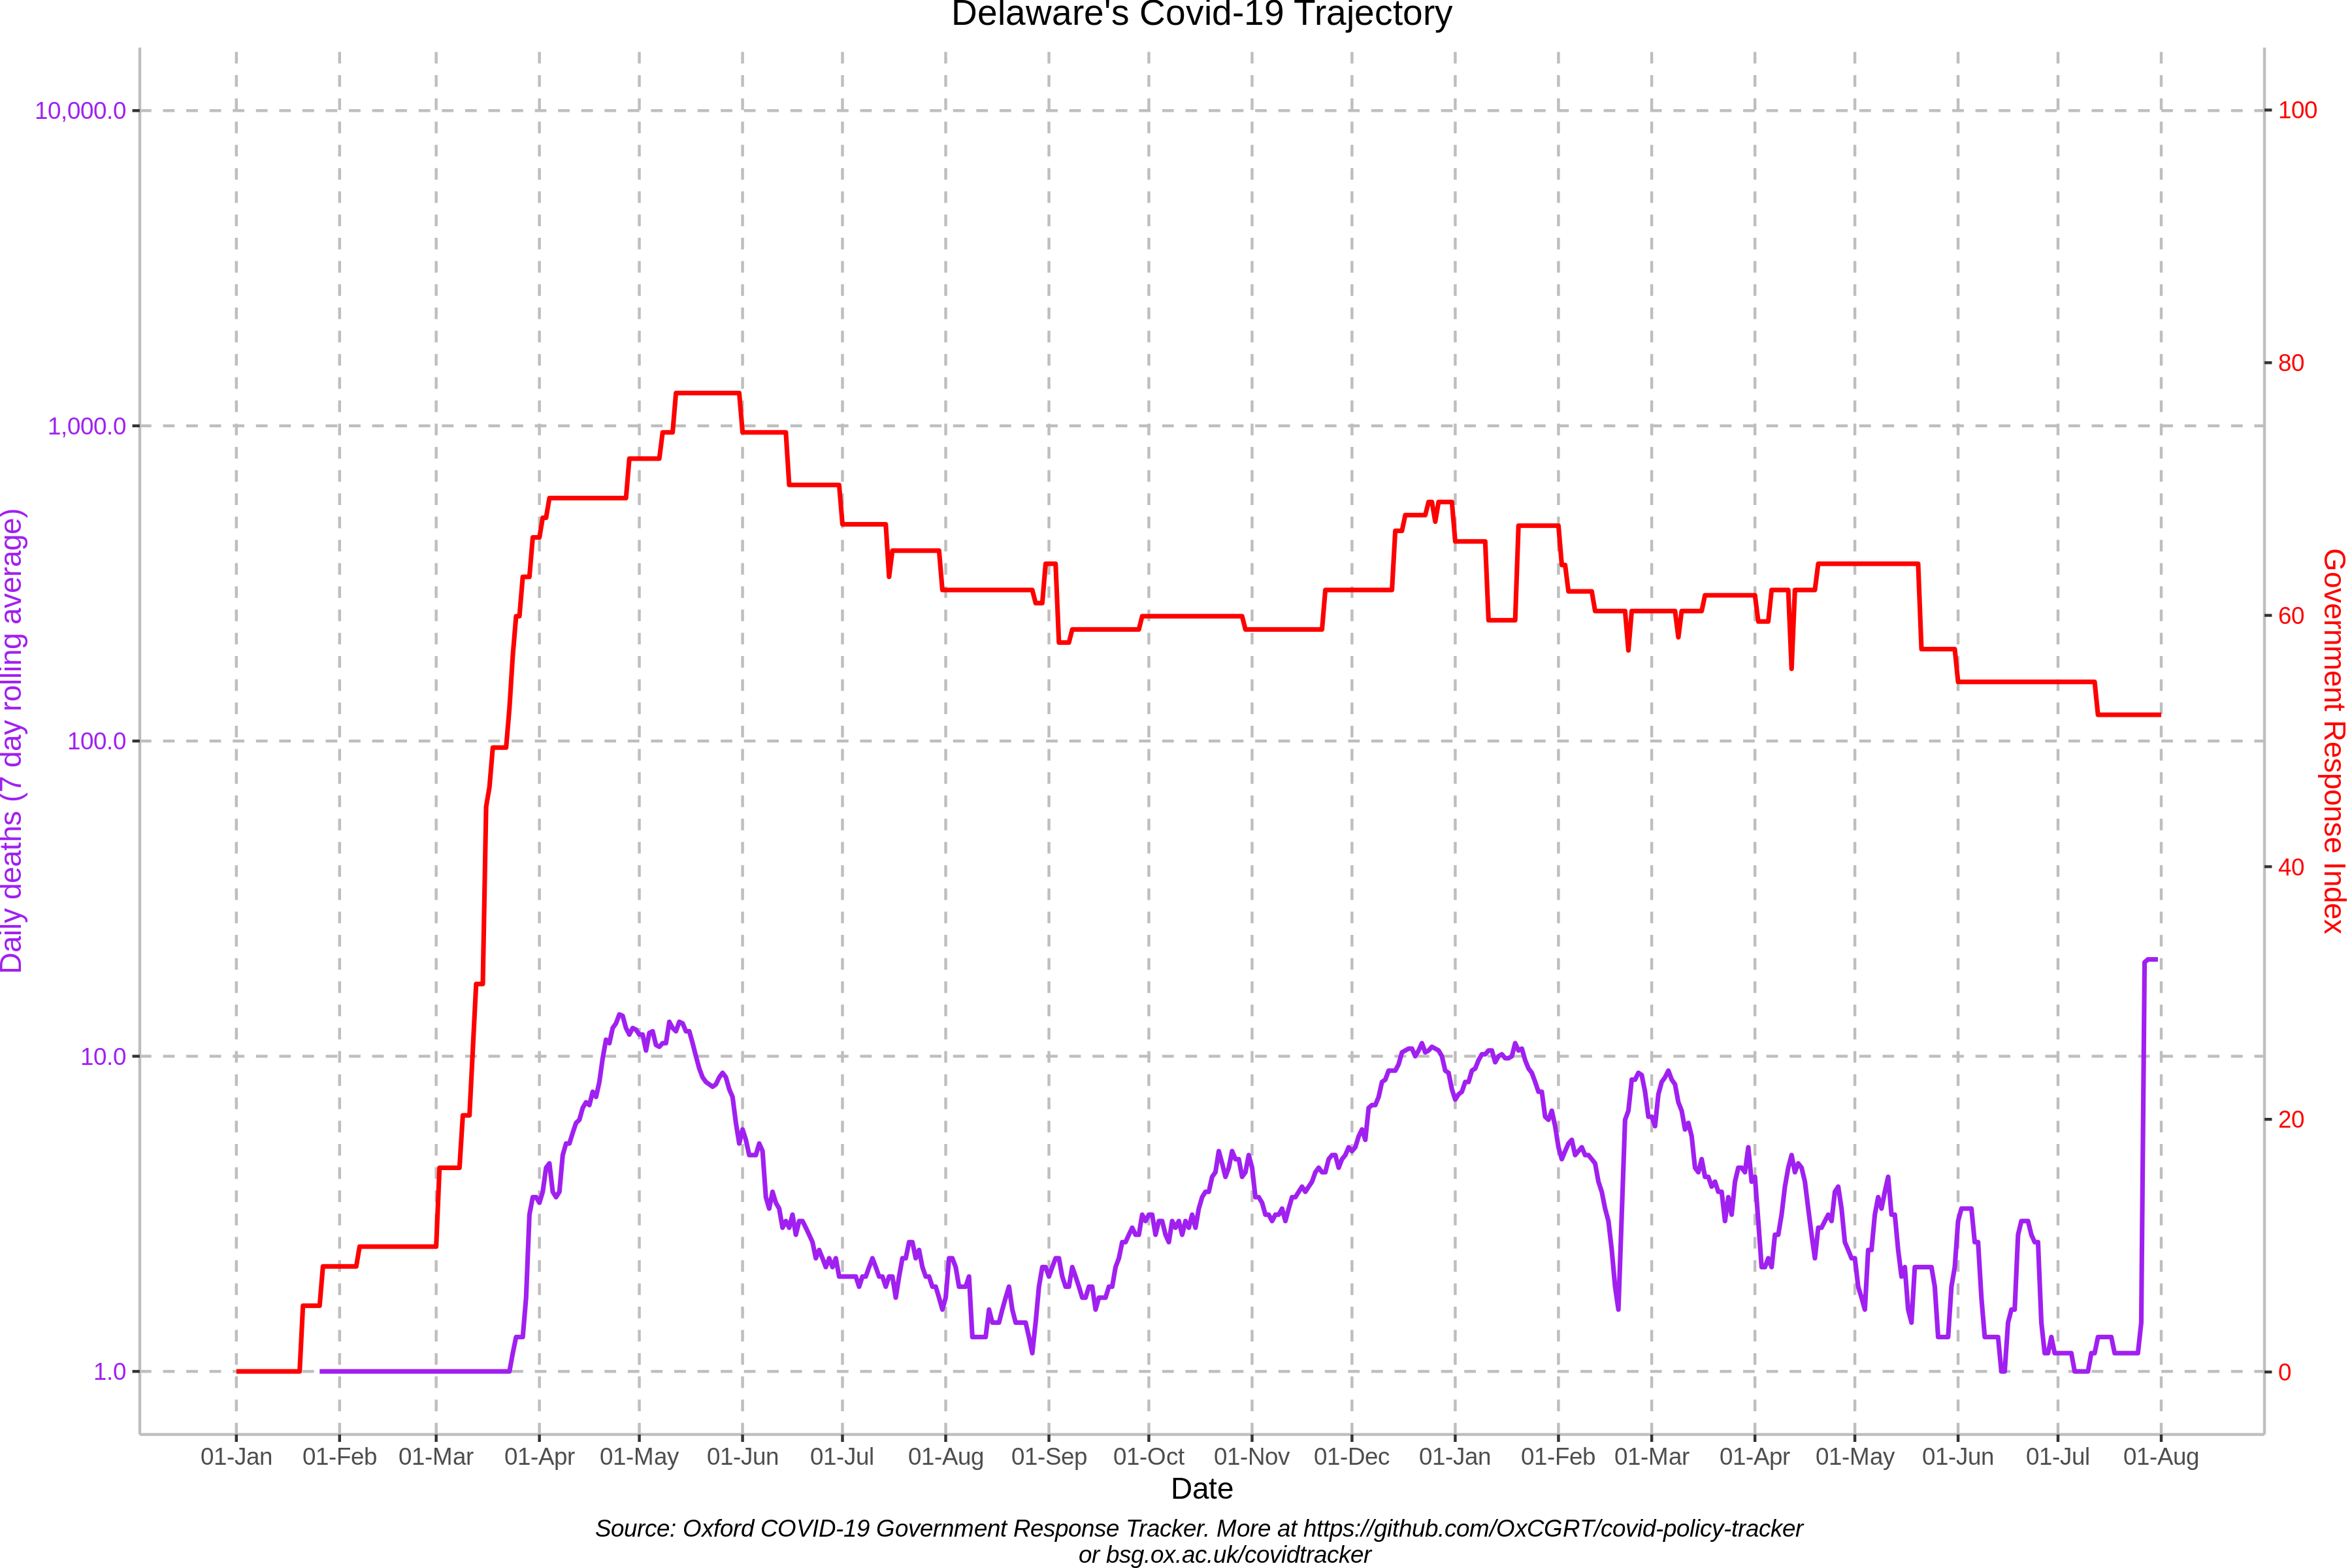 Delaware's Covid-19 Trajectory
10,000.0
1,000.0
100.0
10.0
1.0
Daily deaths (7 day rolling average)
100
80
60
40
20
0
Government Response Index
01-Jan 01-Feb 01-Mar 01-Apr 01-May 01-Jun 01-Jul 01-Aug 01-Sep 01-Oct 01-Nov 01-Dec 01-Jan 01-Feb 01-Mar 01-Apr 01-May 01-Jun 01-Jul 01-Aug
Date
Source: Oxford COVID-19 Government Response Tracker. More at https://github.com/OxCGRT/covid-policy-tracker
or bsg.ox.ac.uk/covidtracker